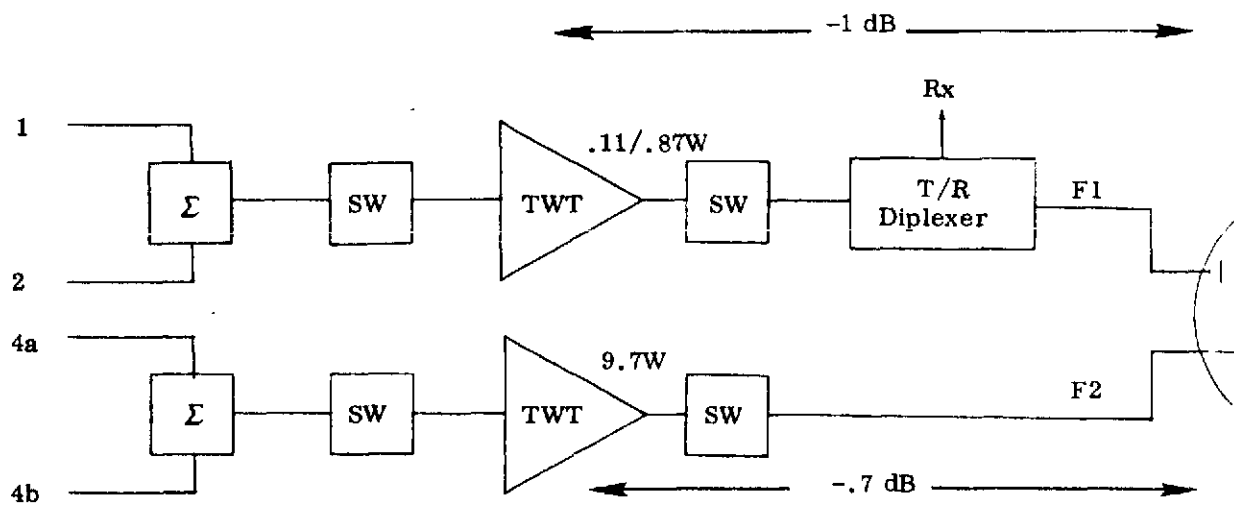 -1 dB
Rx
1
.11/.87W
Σ
SW
TWT
SW
T/R
Diplexer
F1
2
4a
9.7W
Σ
SW
TWT
SW
F2
4b
-.7 dB